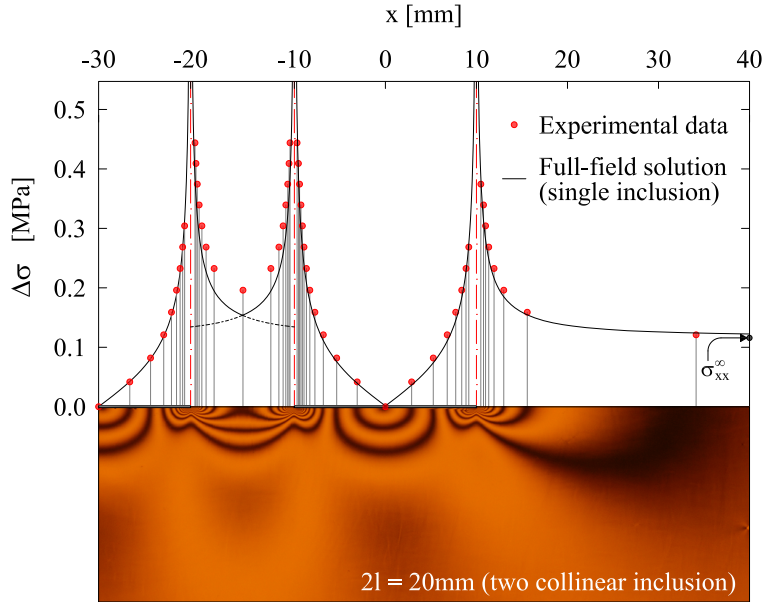 x [mm]
-30 -20 -10 0 10 20 30 40
0.5
Experimental data
Full-field solution
(single inclusion)
0.4
0.3
Δσ [MPa]
0.2
0.1
σ∞xx
0.0
2l = 20mm (two collinear inclusion)